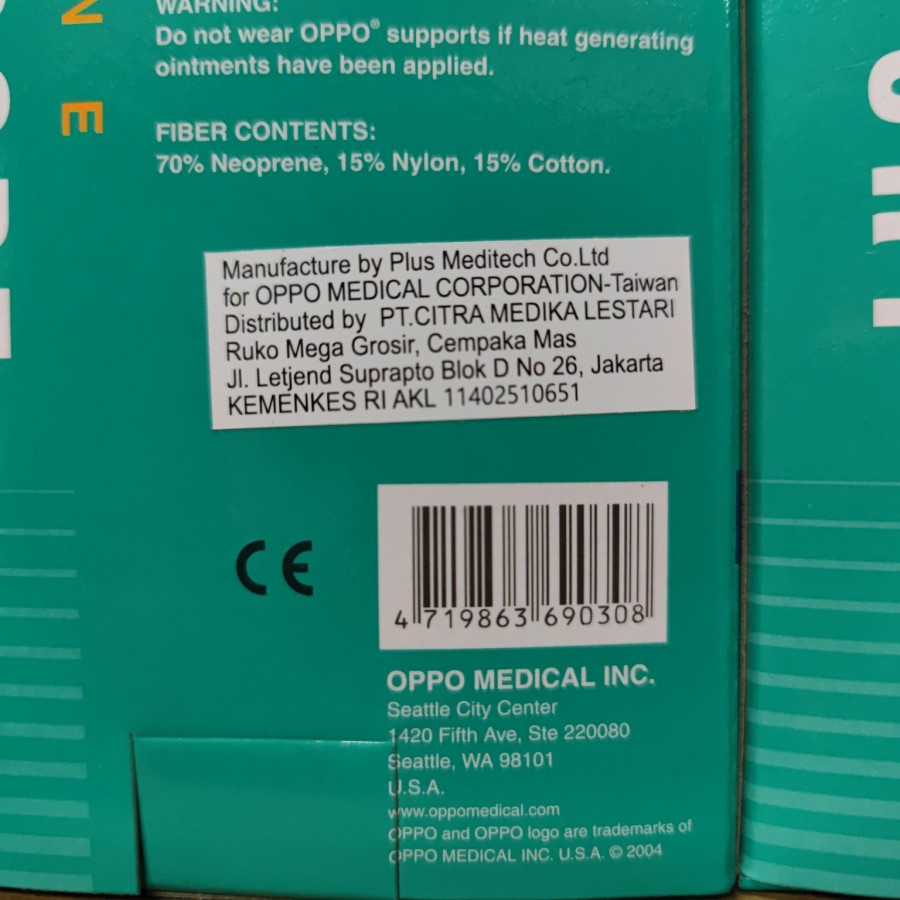 WARNING:
Do not wear OPPO® supports if heat generating
ointments have been applied.
FIBER CONTENTS:
70% Neoprene, 15% Nylon, 15% Cotton.
Manufacture by Plus Meditech Co.Ltd
for OPPO MEDICAL CORPORATION-Taiwan
Distributed by PT.CITRA MEDIKA LESTARI
Ruko Mega Grosir, Cempaka Mas
Jl. Letjend Suprapto Blok D No 26, Jakarta
KEMENKES RI AKL 11402510651
CE
4 719863 690308
OPPO MEDICAL INC.
Seattle City Center
1420 Fifth Ave, Ste 220080
Seattle, WA 98101
U.S.A.
www.oppomedical.com
OPPO and OPPO logo are trademarks of
OPPO MEDICAL INC. U.S.A. © 2004